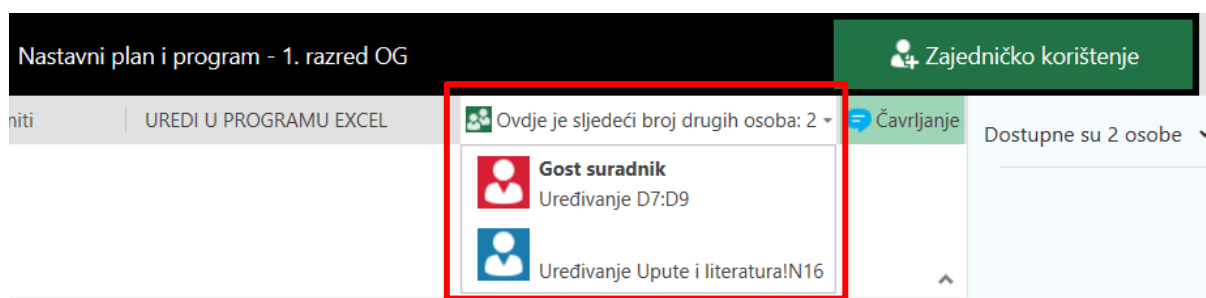 Nastavni plan i program - 1. razred OG
Zajedničko korištenje
niti
UREDI U PROGRAMU EXCEL
Ovdje je sljedeći broj drugih osoba: 2
Čavrljanje
Dostupne su 2 osobe
Gost suradnik
Uređivanje D7:D9
Uređivanje Upute i literatura!N16